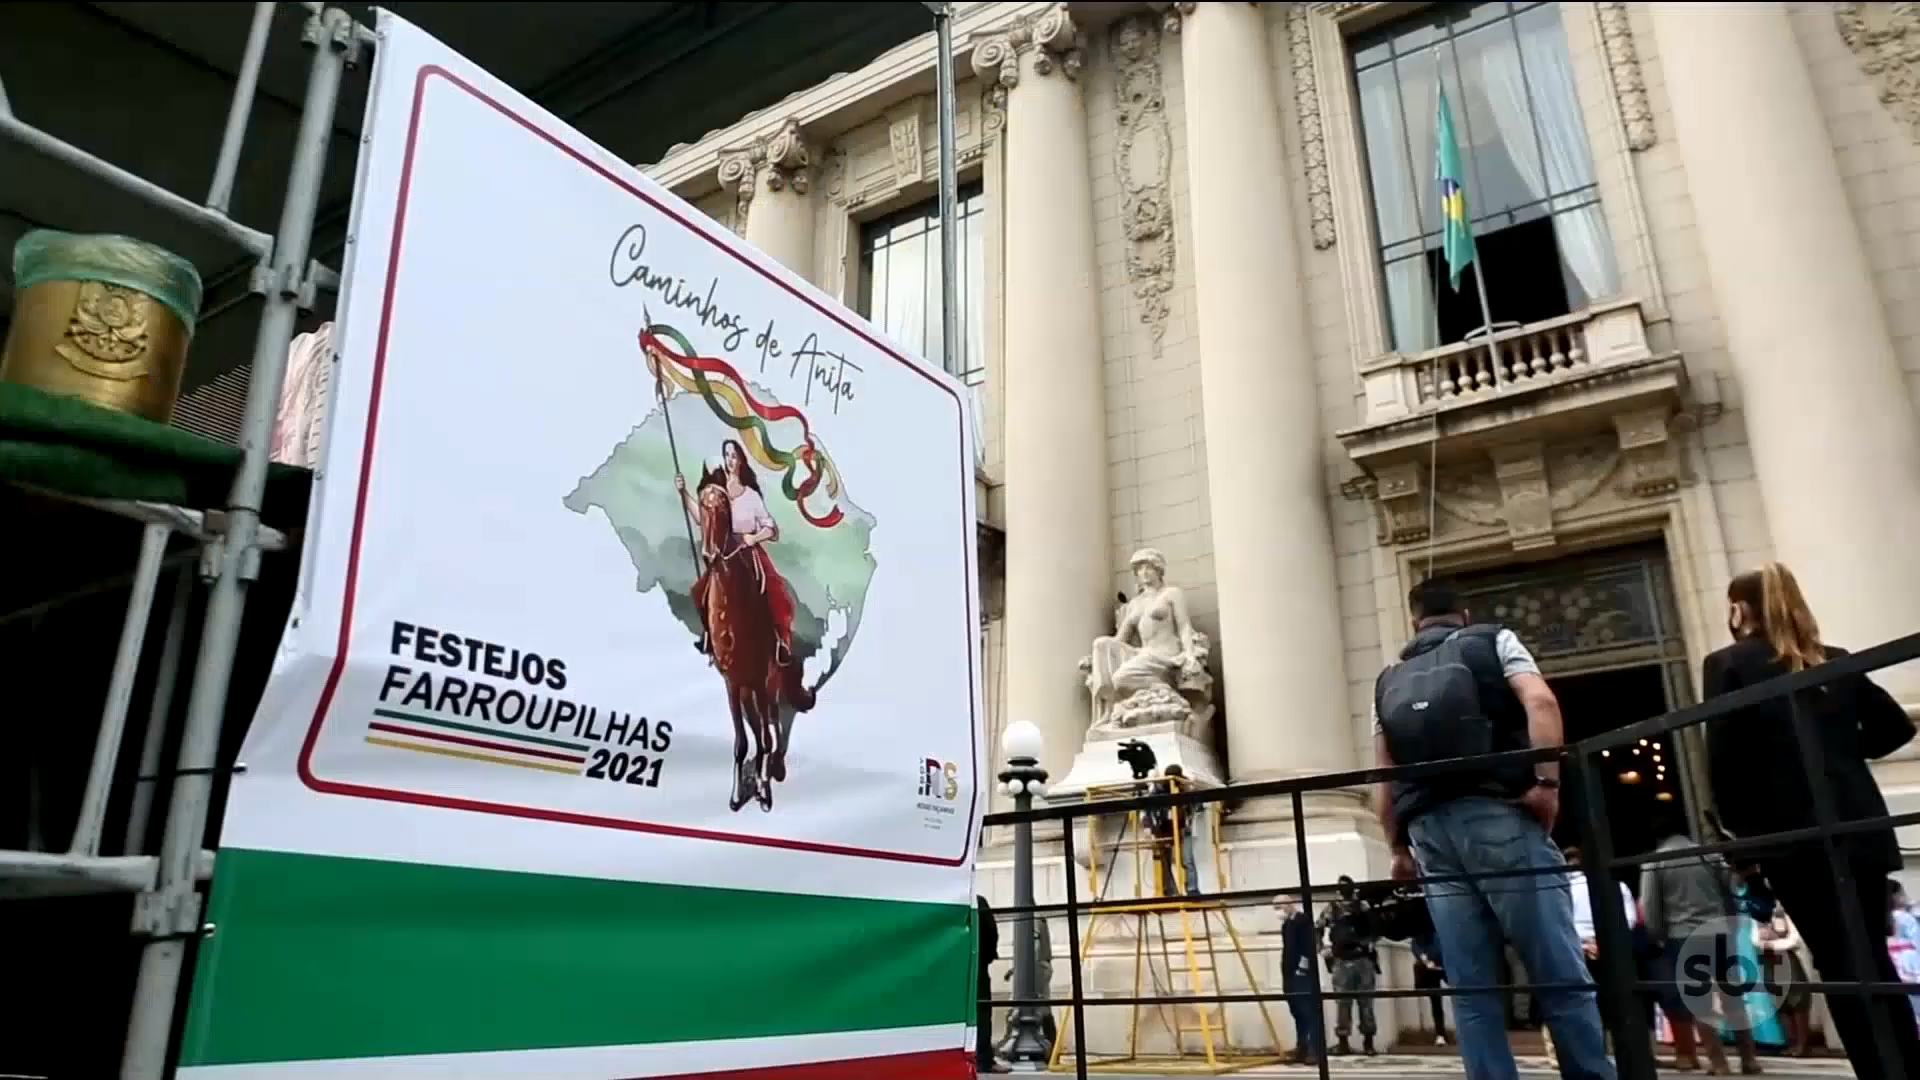 Caminhos de Anita
FESTEJOS
FARROUPILHAS
2021
RS
sbt